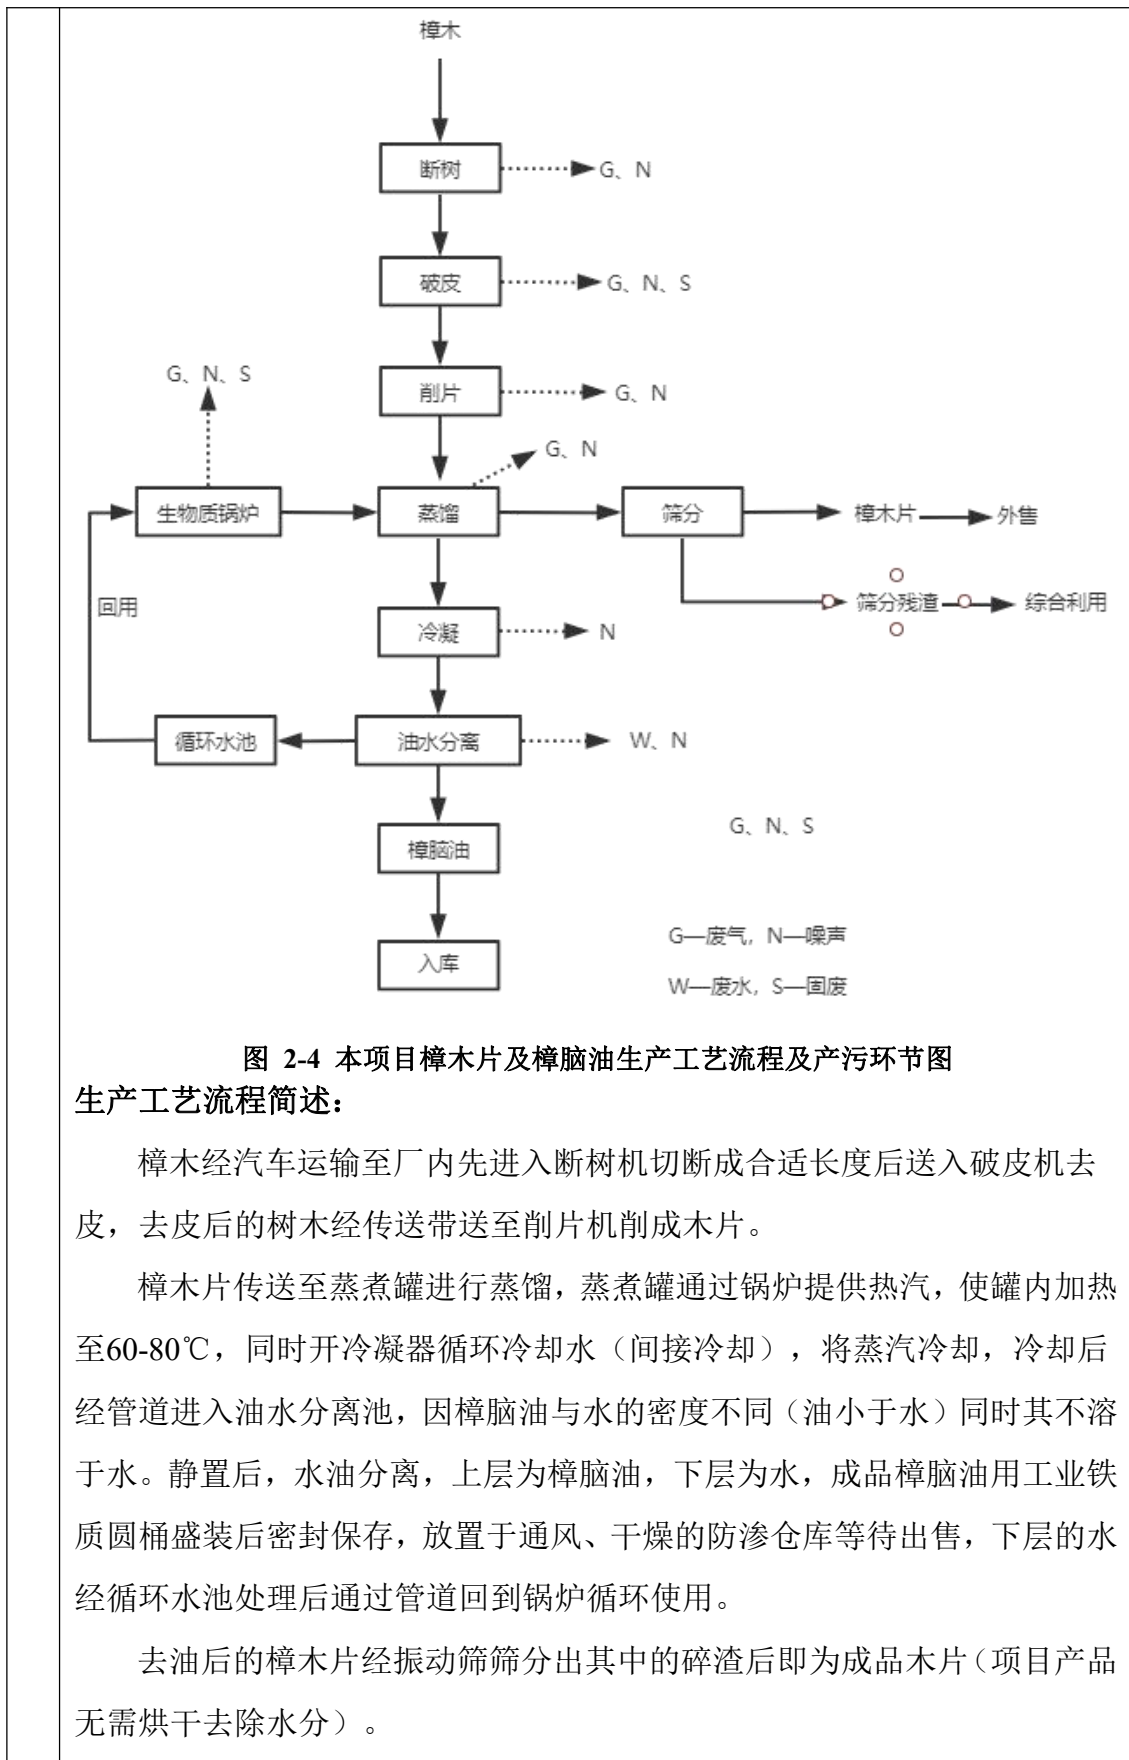 樟木
断树
G、N
破皮
G、N、S
G、N、S
削片
G、N
G、N
生物质锅炉
蒸馏
筛分
樟木片
外售
回用
筛分残渣
综合利用
冷凝
N
循环水池
油水分离
W、N
G、N、S
樟脑油
G—废气，N—噪声
入库
W—废水，S—固废
图 2-4 本项目樟木片及樟脑油生产工艺流程及产污环节图
生产工艺流程简述：
樟木经汽车运输至厂内先进入断树机切断成合适长度后送入破皮机去
皮，去皮后的树木经传送带送至削片机削成木片。
樟木片传送至蒸煮罐进行蒸馏，蒸煮罐通过锅炉提供热汽，使罐内加热
至60-80℃，同时开冷凝器循环冷却水（间接冷却），将蒸汽冷却，冷却后
经管道进入油水分离池，因樟脑油与水的密度不同（油小于水）同时其不溶
于水。静置后，水油分离，上层为樟脑油，下层为水，成品樟脑油用工业铁
质圆桶盛装后密封保存，放置于通风、干燥的防渗仓库等待出售，下层的水
经循环水池处理后通过管道回到锅炉循环使用。
去油后的樟木片经振动筛筛分出其中的碎渣后即为成品木片（项目产品
无需烘干去除水分）。